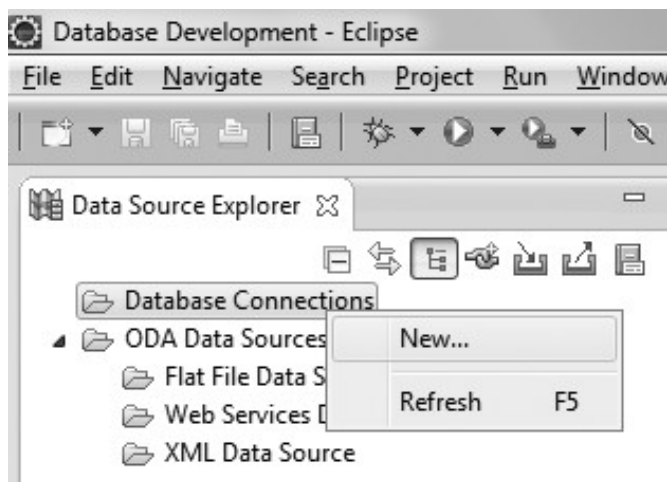 Database Development - Eclipse
File Edit Navigate Search Project Run Window
Data Source Explorer
Database Connections
ODA Data Sources
New...
Flat File Data S
Refresh F5
Web Services D
XML Data Source